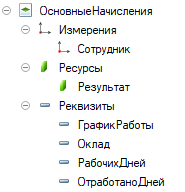 ОсновныеНачисления
Измерения
Сотрудник
Ресурсы
Результат
Реквизиты
ГрафикРаботы
Оклад
РабочихДней
ОтработаноДней